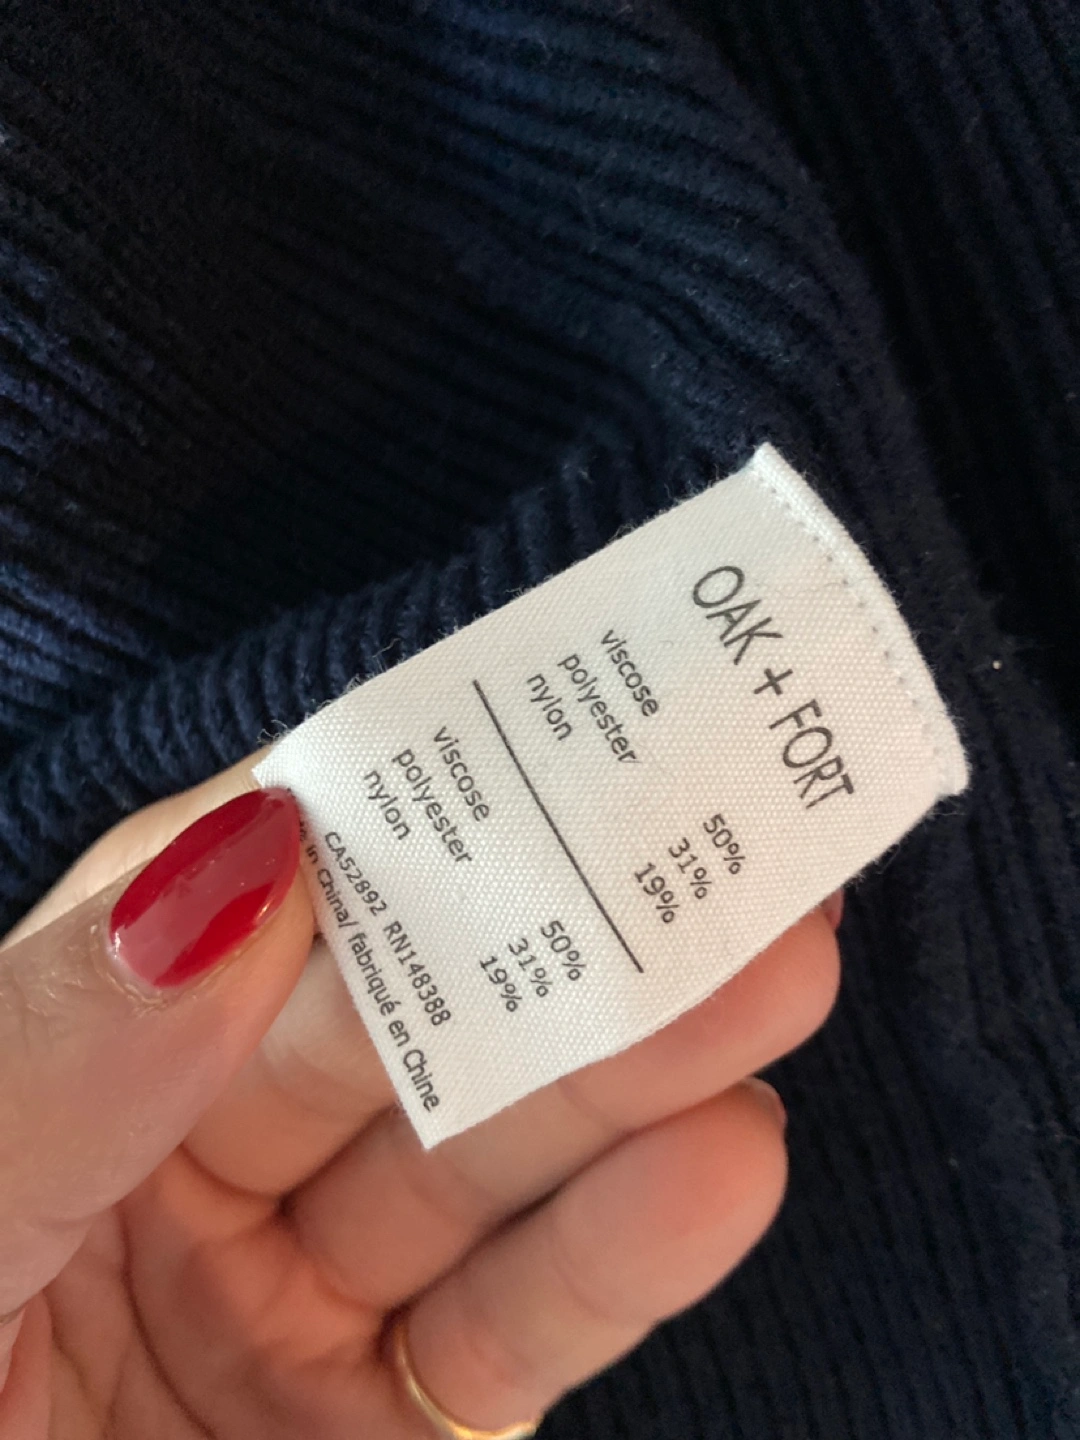 OAK + FORT
viscose 50%
polyester 31%
nylon 19%
viscose 50%
polyester 31%
nylon 19%
CA52892 RN148388
in China/ fabriqué en Chine